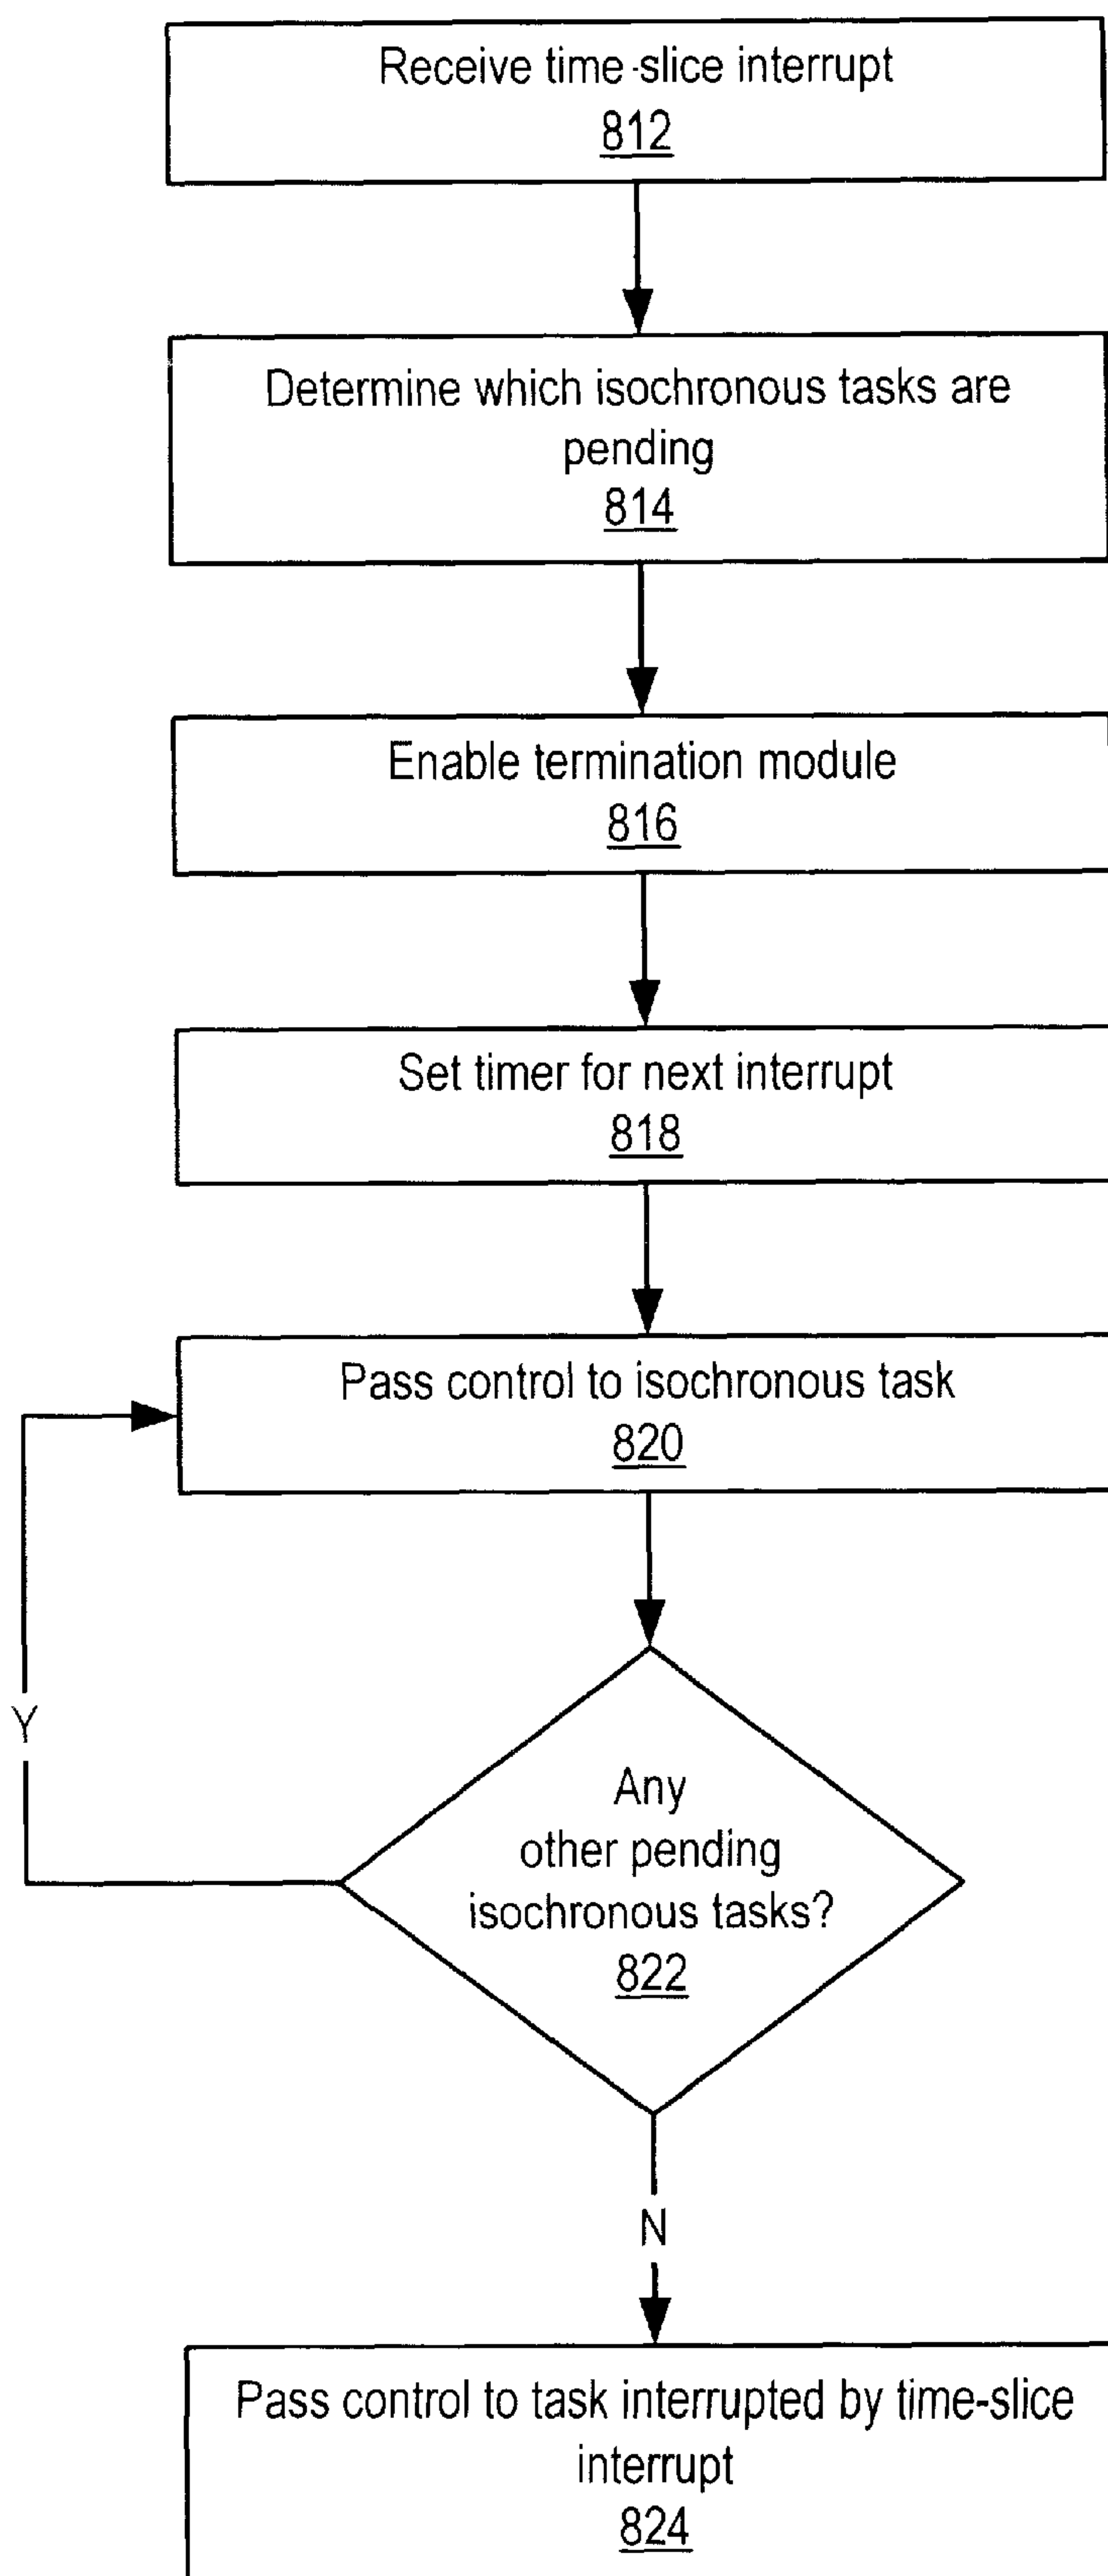 Receive time-slice interrupt
812
Determine which isochronous tasks are
pending
814
Enable termination module
816
Set timer for next interrupt
818
Pass control to isochronous task
820
Y
Any
other pending
isochronous tasks?
822
N
Pass control to task interrupted by time-slice
interrupt
824